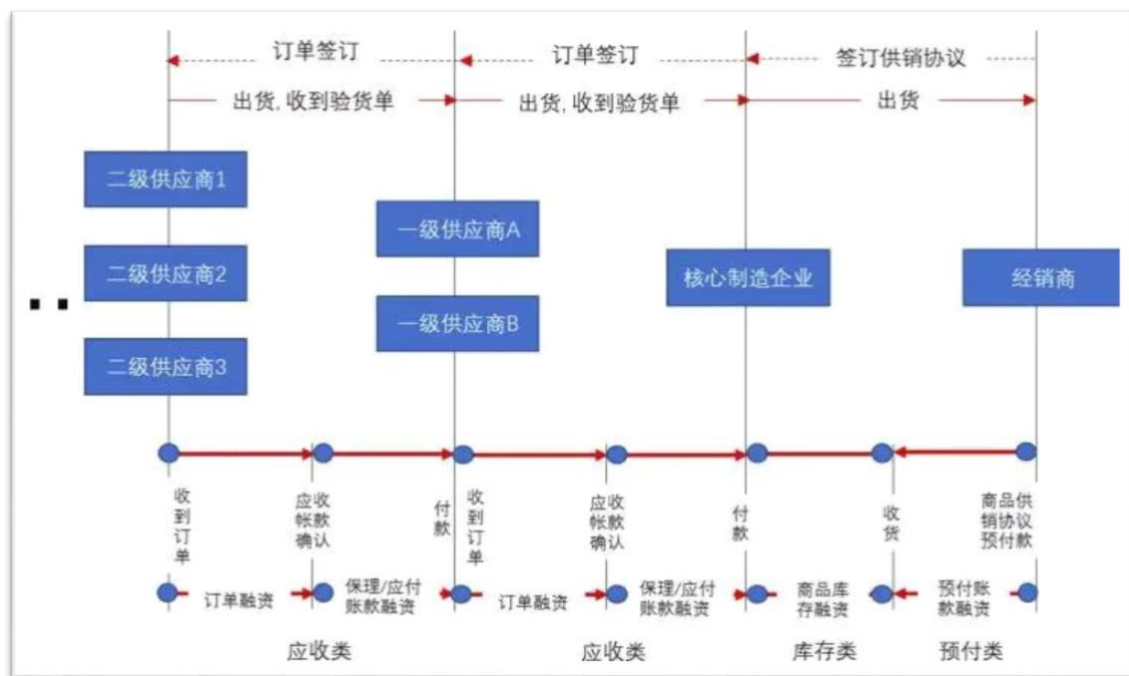 订单签订
订单签订
签订供销协议
出货,收到验货单
出货,收到验货单
出货
二级供应商1
二级供应商2
二级供应商3
一级供应商A
一级供应商B
核心制造企业
经销商
收到订单
应收
帐款
确认
付款
收到订单
应收
帐款
确认
付款
收货
商品供
销协议
预付款
订单融资
保理/应付
账款融资
订单融资
保理/应付
账款融资
商品库
存融资
预付账
款融资
应收类
应收类
库存类
预付类